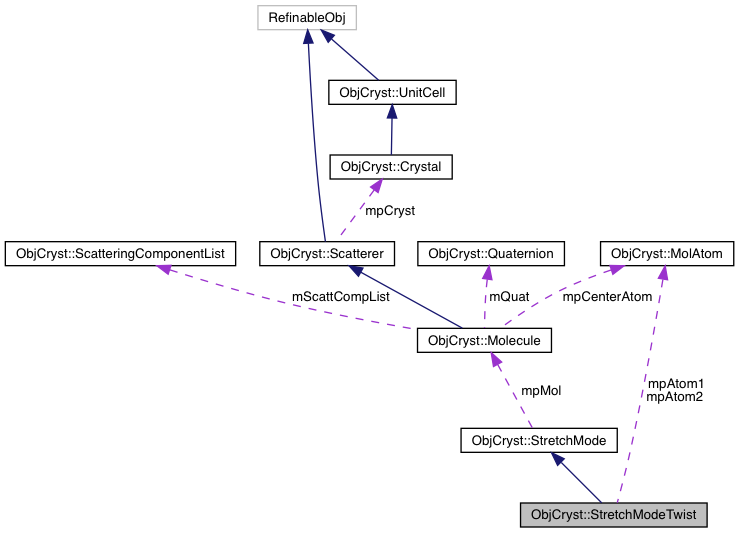 RefinableObj
ObjCryst::UnitCell
ObjCryst::Crystal
mpCryst
ObjCryst::ScatteringComponentList
ObjCryst::Scatterer
ObjCryst::Quaternion
ObjCryst::MolAtom
mScattCompList
mQuat
mpCenterAtom
ObjCryst::Molecule
mpMol
mpAtom1
mpAtom2
ObjCryst::StretchMode
ObjCryst::StretchModeTwist